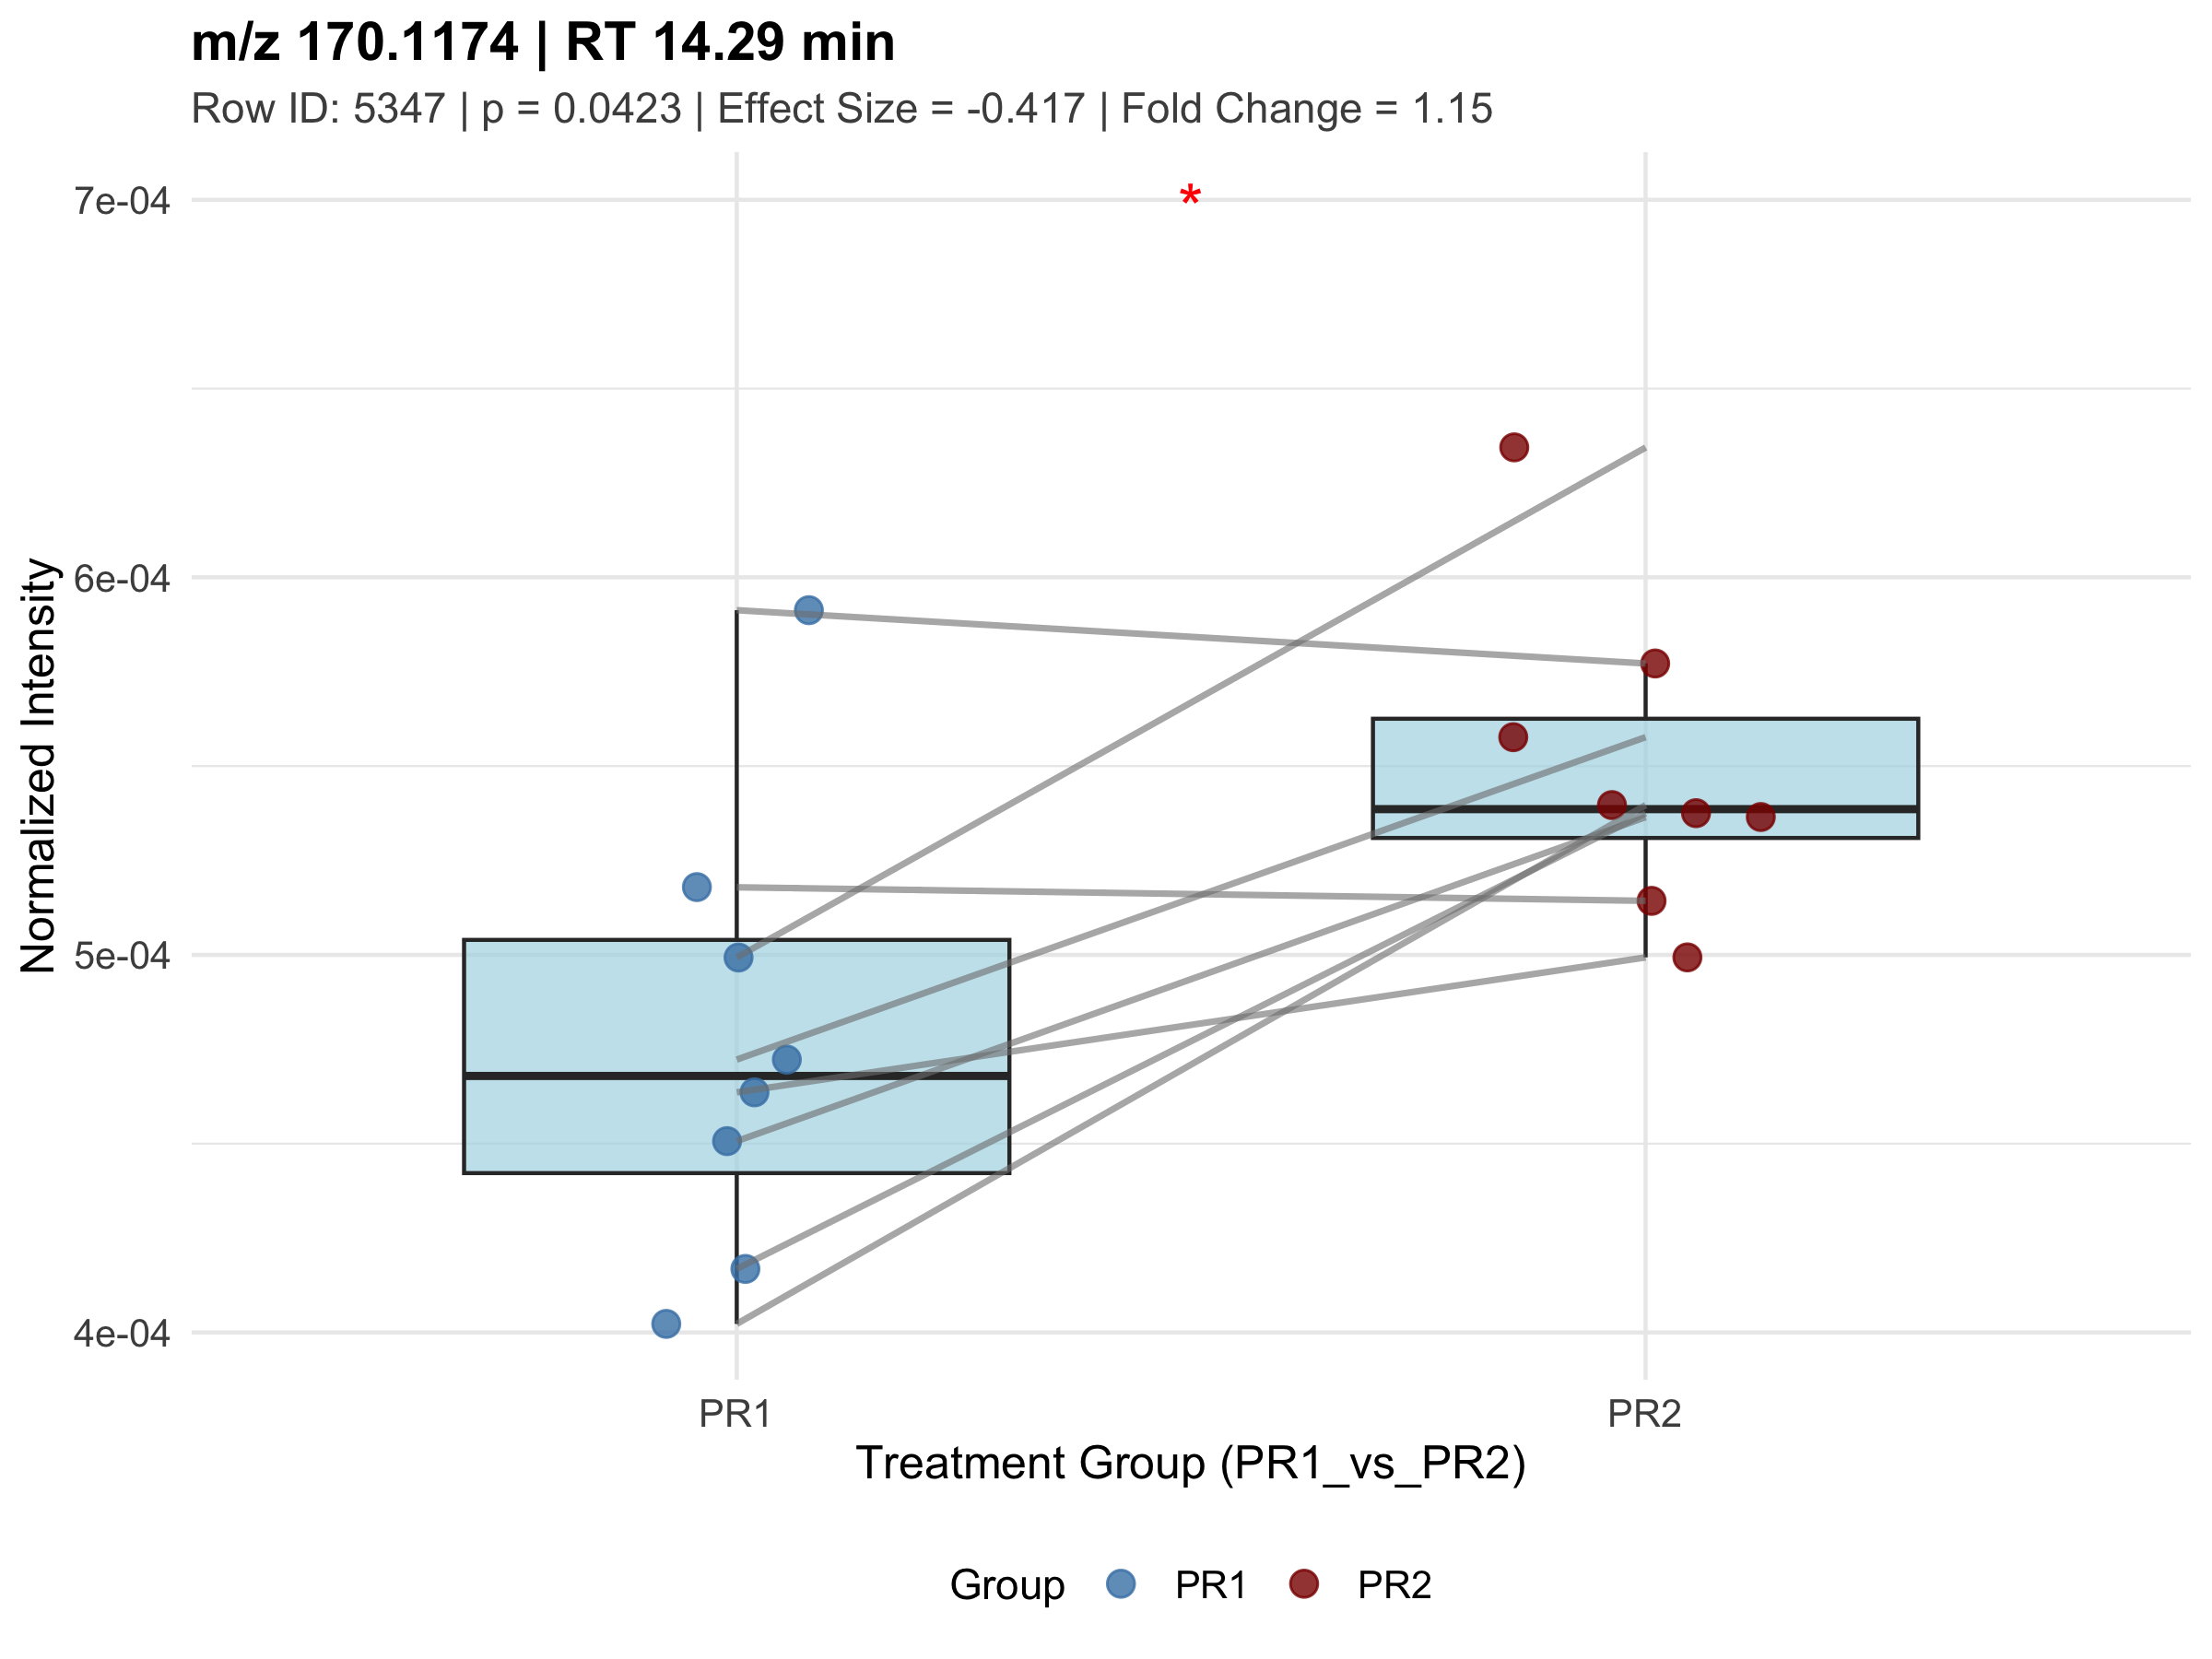 m/z 170.1174 | RT 14.29 min
Row ID: 5347 | p = 0.0423 | Effect Size = -0.417 | Fold Change = 1.15
*
7e-04
6e-04
5e-04
4e-04
Normalized Intensity
PR1 PR2
Treatment Group (PR1_vs_PR2)
Group PR1 PR2